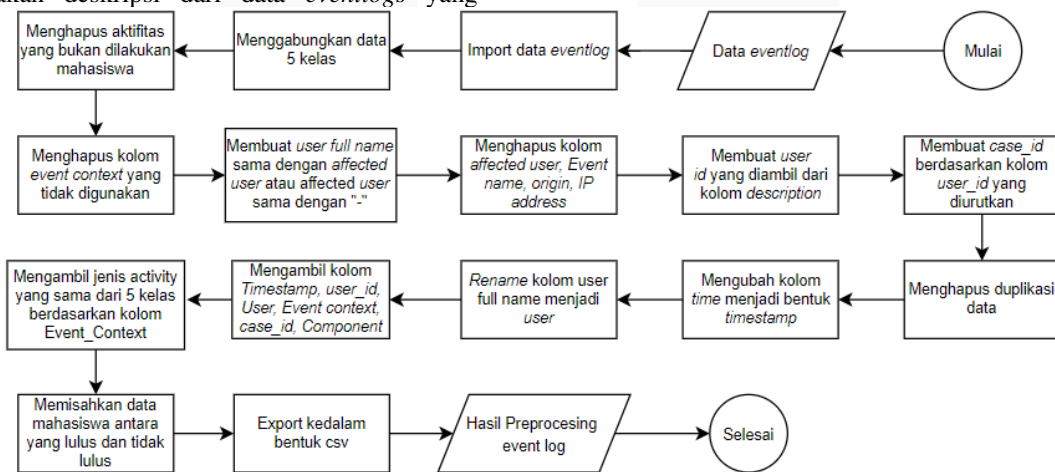 deskripsi dari data eventlogs yang
Mulai
Data eventlog
Import data eventlog
Menggabungkan data
5 kelas
Menghapus aktifitas
yang bukan dilakukan
mahasiswa
Menghapus kolom
event context yang
tidak digunakan
Membuat user full name
sama dengan affected
user atau affected user
sama dengan "-"
Menghapus kolom
affected user, Event
name, origin, IP
address
Membuat user
id yang diambil dari
kolom description
Membuat case_id
berdasarkan kolom
user_id yang
diurutkan
Menghapus duplikasi
data
Mengubah kolom
time menjadi bentuk
timestamp
Rename kolom user
full name menjadi
user
Mengambil kolom
Timestamp, user_id,
User, Event context,
case_id, Component
Mengambil jenis activity
yang sama dari 5 kelas
berdasarkan kolom
Event_Context
Memisahkan data
mahasiswa antara
yang lulus dan tidak
lulus
Export kedalam
bentuk csv
Hasil Preprocesing
event log
Selesai